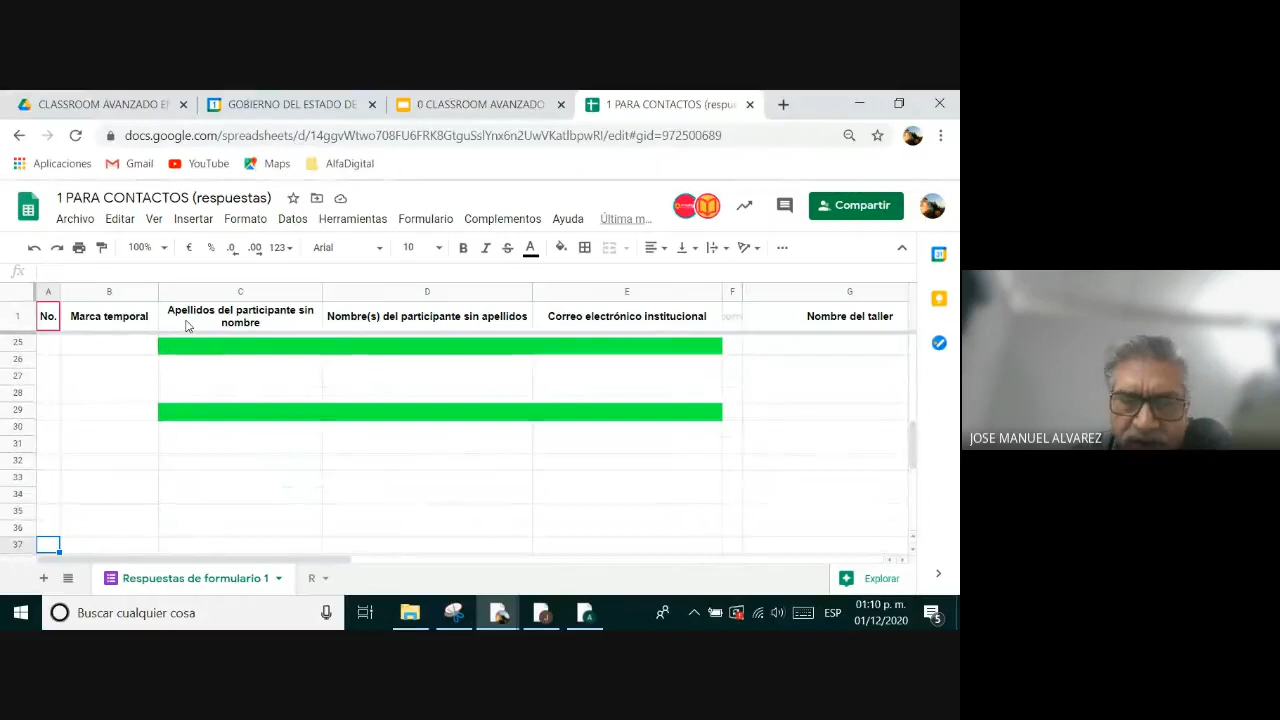 CLASSROOM AVANZADO E
GOBIERNO DEL ESTADO DE
0 CLASSROOM AVANZADO
1 PARA CONTACTOS (respu
docs.google.com/spreadsheets/d/14ggvWtwo708FU6FRK8GtguSslYnx6n2UwVKatlbpwRI/edit#gid=972500689
Aplicaciones Gmail YouTube Maps AlfaDigital
1 PARA CONTACTOS (respuestas)
Compartir
Archivo Editar Ver Insertar Formato Datos Herramientas Formulario Complementos Ayuda Última m...
100% € % .0 .00 123 Arial 10 B I S A
fx
A B C D E F G
1 No. Marca temporal Apellidos del participante sin nombre Nombre(s) del participante sin apellidos Correo electrónico institucional Nombre del taller
25
26
27
28
29
30
31
32
33
34
35
36
37
Respuestas de formulario 1 R Explorar
Buscar cualquier cosa
ESP
01:10 p. m.
01/12/2020
5
JOSE MANUEL ALVAREZ